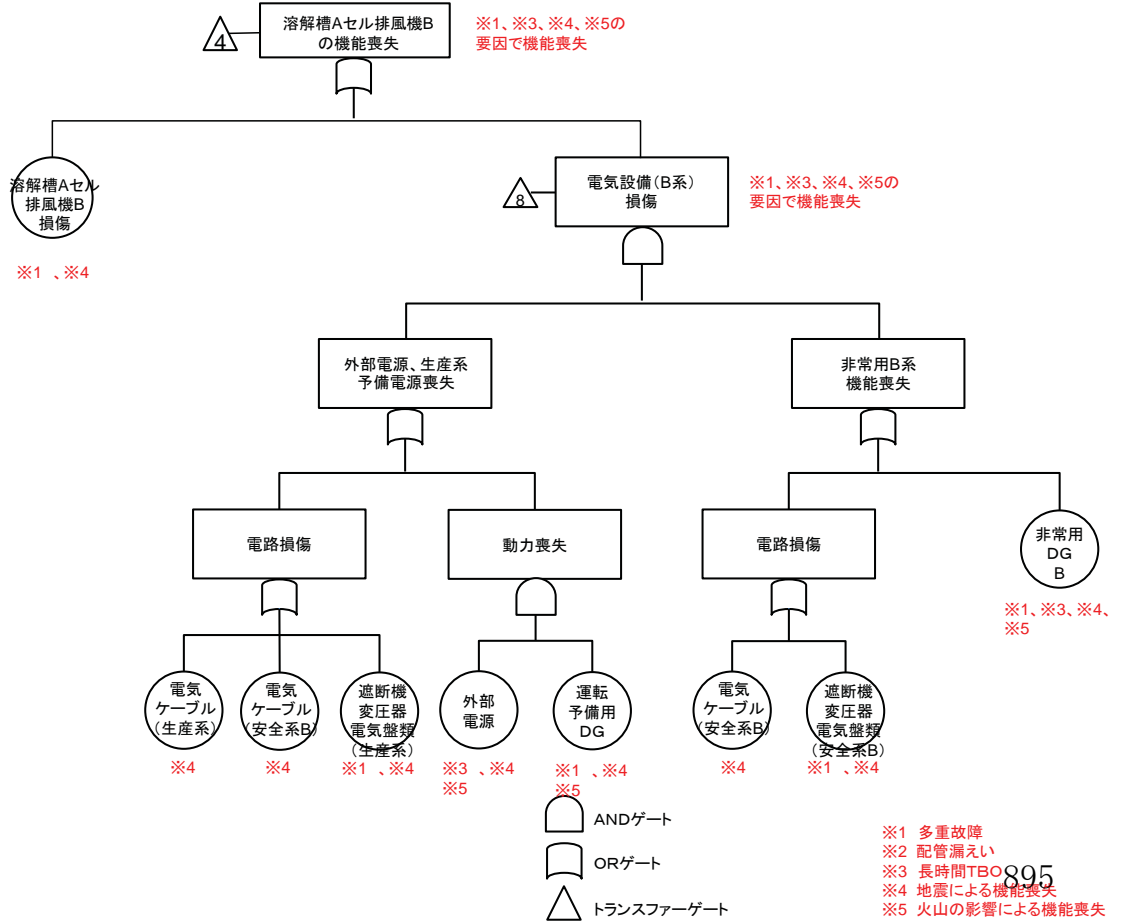 4
溶解槽Aセル排風機B
の機能喪失
※1、※3、※4、※5の
要因で機能喪失
溶解槽Aセル
排風機B
損傷
※1 、※4
8
電気設備(B系)
損傷
※1、※3、※4、※5の
要因で機能喪失
外部電源、生産系
予備電源喪失
非常用B系
機能喪失
電路損傷
動力喪失
電路損傷
非常用
DG
B
※1、※3、※4、
※5
電気
ケーブル
(生産系)
※4
電気
ケーブル
(安全系B)
※4
遮断機
変圧器
電気盤類
(生産系)
※1 、※4
外部
電源
※3 、※4
※5
運転
予備用
DG
※1 、※4
※5
電気
ケーブル
(安全系B)
※4
遮断機
変圧器
電気盤類
(安全系B)
※1 、※4
ANDゲート
ORゲート
トランスファーゲート
※1 多重故障
※2 配管漏えい
※3 長時間TBO
※4 地震による機能喪失
※5 火山の影響による機能喪失
895